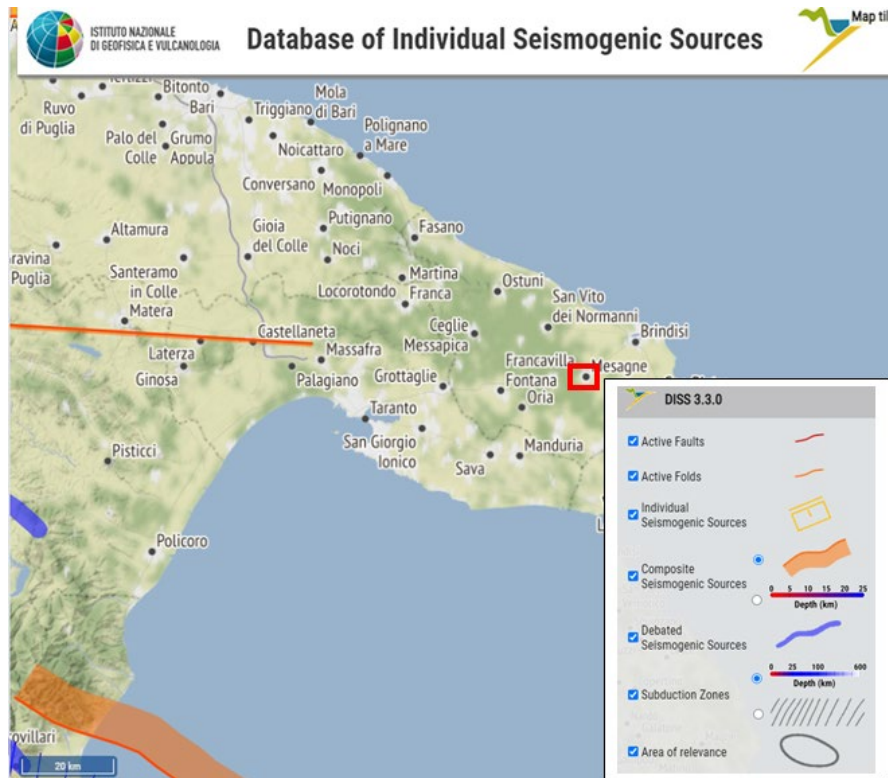 ISTITUTO NAZIONALE
DI GEOFISICA E VULCANOLOGIA
Database of Individual Seismogenic Sources
Map til
Bitonto
Bari
Mola
di Bari
Ruvo
di Puglia
Triggiano
Palo del
Colle
Grumo
Appula
Noicattaro
Polignano
a Mare
Conversano
Monopoli
Altamura
Gioia
del Colle
Putignano
Noci
Fasano
ravina
Puglia
Santeramo
in Colle
Martina
Franca
Locorotondo
Ostuni
Matera
San Vito
dei Normanni
Castellaneta
Ceglie
Messapica
Brindisi
Laterza
Massafra
Francavilla
Fontana
Mesagne
Ginosa
Palagiano
Grottaglie
Oria
Taranto
San Giorgio
Ionico
Manduria
Sava
Pisticci
Policoro
ovillari
20 km
DISS 3.3.0
Active Faults
Active Folds
Individual
Seismogenic Sources
Composite
Seismogenic Sources
0 5 10 15 20 25
Depth (km)
Debated
Seismogenic Sources
0 25 100 600
Depth (km)
Subduction Zones
Area of relevance